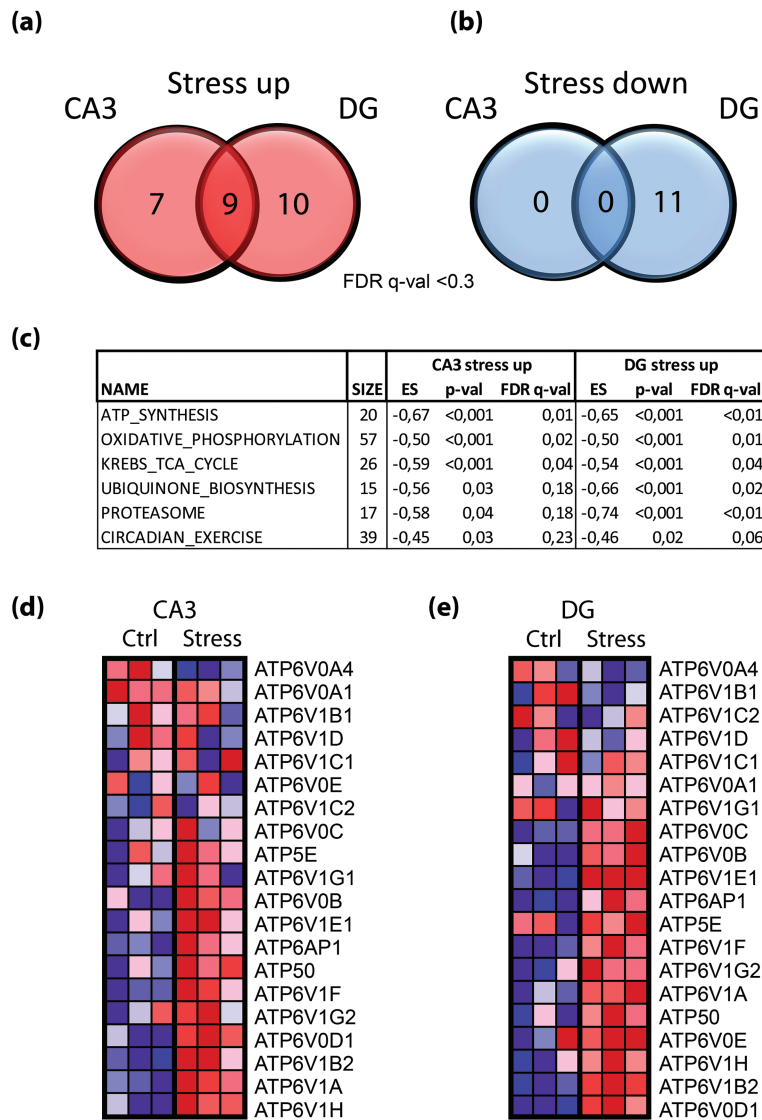 (a)
(b)
Stress up
Stress down
CA3
DG
CA3
DG
7
9
10
0
0
11
FDR q-val <0.3
(c)
CA3 stress up
DG stress up
NAME SIZE ES p-val FDR q-val ES p-val FDR q-val
ATP_SYNTHESIS 20 -0,67 <0,001 0,01 -0,65 <0,001 <0,01
OXIDATIVE_PHOSPHORYLATION 57 -0,50 <0,001 0,02 -0,50 <0,001 0,01
KREBS_TCA_CYCLE 26 -0,59 <0,001 0,04 -0,54 <0,001 0,04
UBIQUINONE_BIOSYNTHESIS 15 -0,56 0,03 0,18 -0,66 <0,001 0,02
PROTEASOME 17 -0,58 0,04 0,18 -0,74 <0,001 <0,01
CIRCADIAN_EXERCISE 39 -0,45 0,03 0,23 -0,46 0,02 0,06
(d)
CA3
Ctrl Stress
ATP6V0A4
ATP6V0A1
ATP6V1B1
ATP6V1D
ATP6V1C1
ATP6V0E
ATP6V1C2
ATP6V0C
ATP5E
ATP6V1G1
ATP6V0B
ATP6V1E1
ATP6AP1
ATP50
ATP6V1F
ATP6V1G2
ATP6V0D1
ATP6V1B2
ATP6V1A
ATP6V1H
(e)
DG
Ctrl Stress
ATP6V0A4
ATP6V1B1
ATP6V1C2
ATP6V1D
ATP6V1C1
ATP6V0A1
ATP6V1G1
ATP6V0C
ATP6V0B
ATP6V1E1
ATP6AP1
ATP5E
ATP6V1F
ATP6V1G2
ATP6V1A
ATP50
ATP6V0E
ATP6V1H
ATP6V1B2
ATP6V0D1